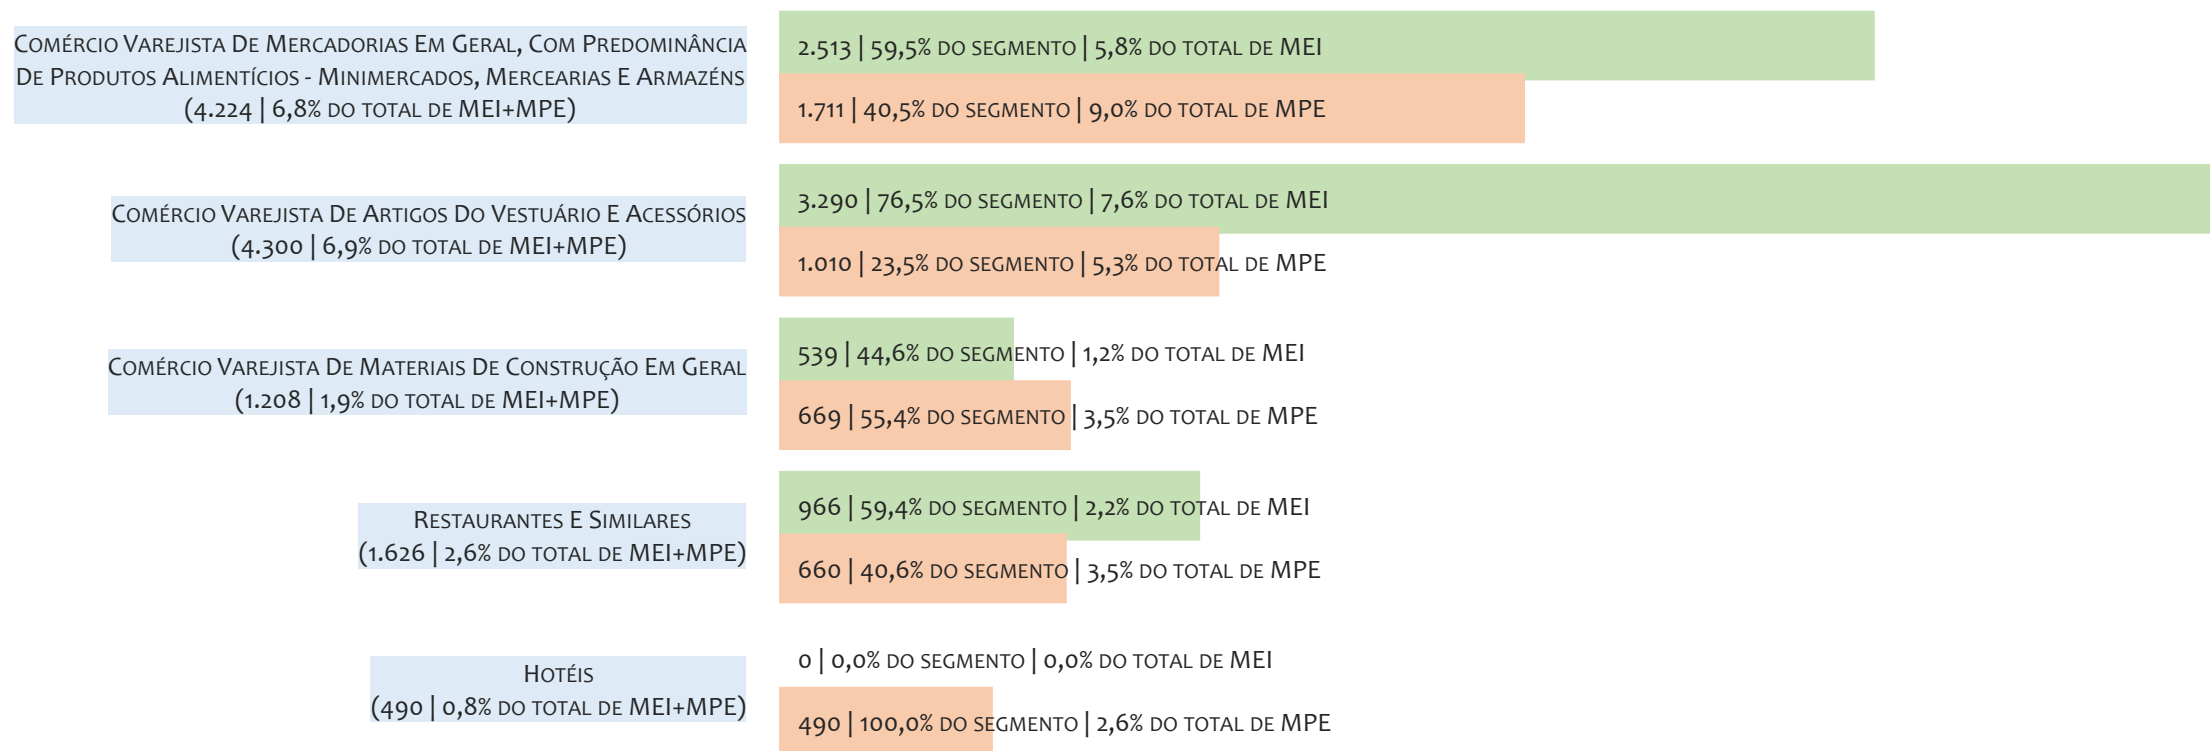 Comércio Varejista De Mercadorias Em Geral, Com Predominância
De Produtos Alimentícios - Minimercados, Mercearias E Armazéns
(4.224 | 6,8% do total de MEI+MPE)
2.513 | 59,5% do segmento | 5,8% do total de MEI
1.711 | 40,5% do segmento | 9,0% do total de MPE
Comércio Varejista De Artigos Do Vestuário E Acessórios
(4.300 | 6,9% do total de MEI+MPE)
3.290 | 76,5% do segmento | 7,6% do total de MEI
1.010 | 23,5% do segmento | 5,3% do total de MPE
Comércio Varejista De Materiais De Construção Em Geral
(1.208 | 1,9% do total de MEI+MPE)
539 | 44,6% do segmento | 1,2% do total de MEI
669 | 55,4% do segmento | 3,5% do total de MPE
Restaurantes E Similares
(1.626 | 2,6% do total de MEI+MPE)
966 | 59,4% do segmento | 2,2% do total de MEI
660 | 40,6% do segmento | 3,5% do total de MPE
Hotéis
(490 | 0,8% do total de MEI+MPE)
0 | 0,0% do segmento | 0,0% do total de MEI
490 | 100,0% do segmento | 2,6% do total de MPE